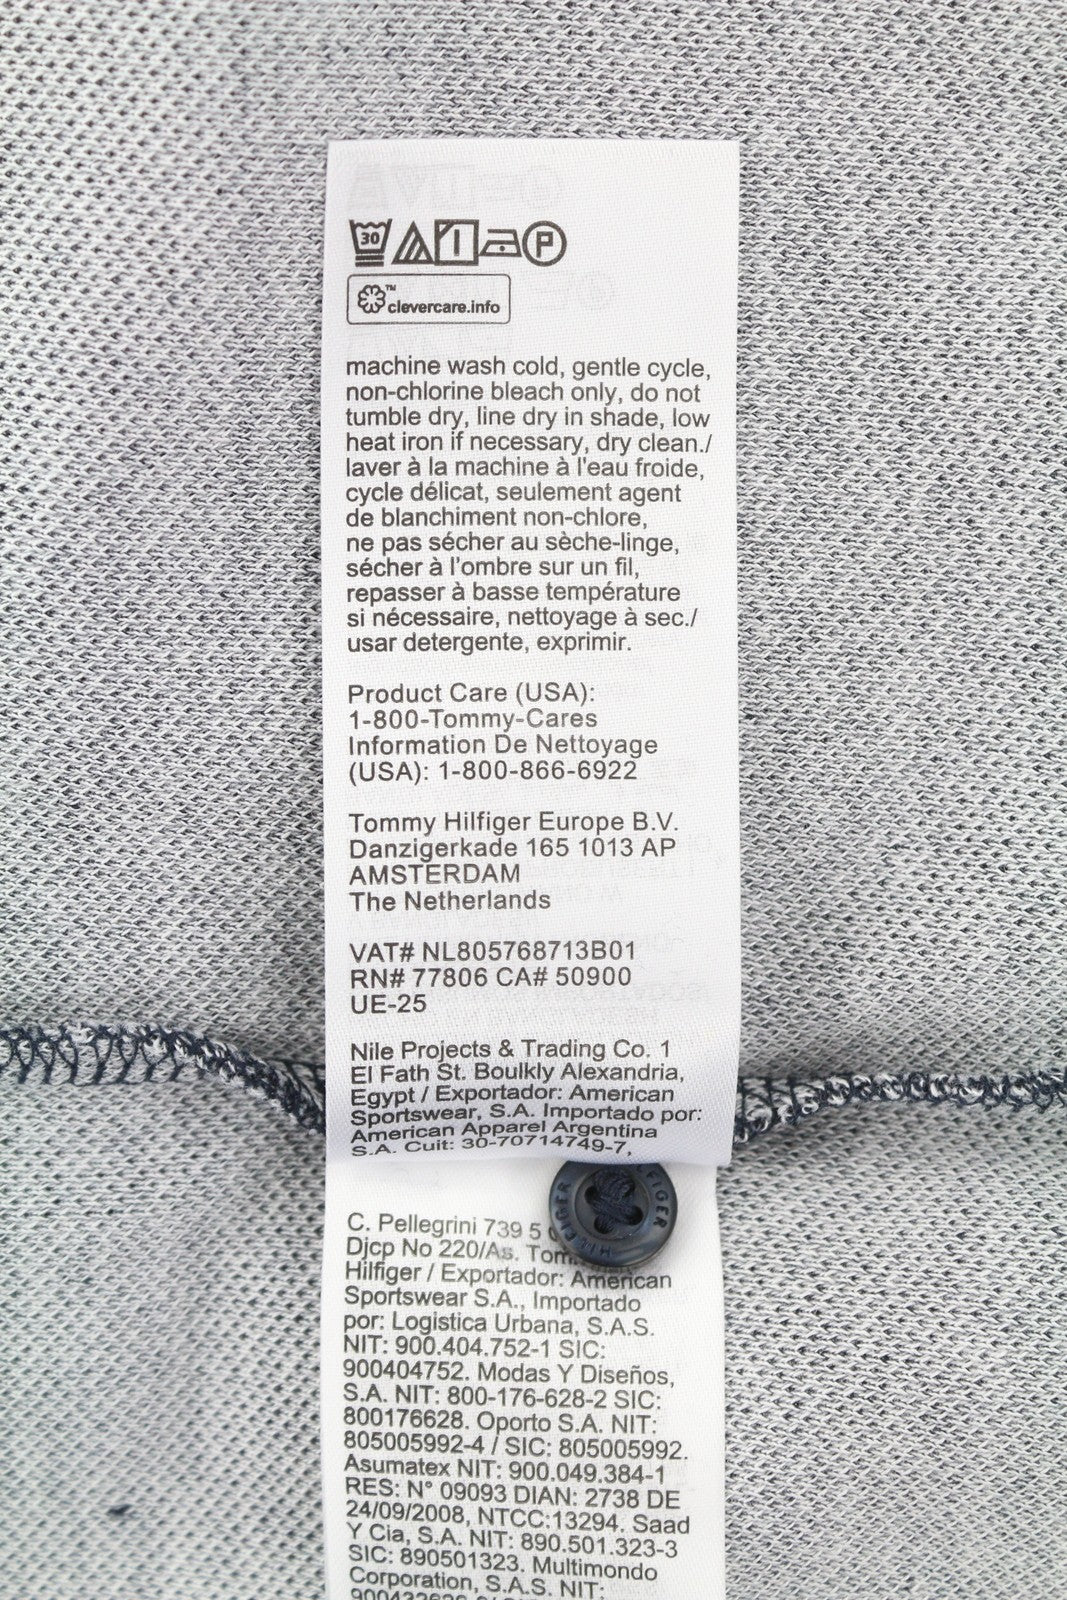 30 P
™ clevercare.info
machine wash cold, gentle cycle,
non-chlorine bleach only, do not
tumble dry, line dry in shade, low
heat iron if necessary, dry clean./
laver à la machine à l'eau froide,
cycle délicat, seulement agent
de blanchiment non-chlore,
ne pas sécher au sèche-linge,
sécher à l'ombre sur un fil,
repasser à basse température
si nécessaire, nettoyage à sec./
usar detergente, exprimir.
Product Care (USA):
1-800-Tommy-Cares
Information De Nettoyage
(USA): 1-800-866-6922
Tommy Hilfiger Europe B.V.
Danzigerkade 165 1013 AP
AMSTERDAM
The Netherlands
VAT# NL805768713B01
RN# 77806 CA# 50900
UE-25
Nile Projects & Trading Co. 1
El Fath St. Boulkly Alexandria,
Egypt / Exportador: American
Sportswear, S.A. Importado por:
American Apparel Argentina
S.A. Cuit: 30-70714749-7,
C. Pellegrini 739 5
Djcp No 220/As.
Hilfiger / Exportador: American
Sportswear S.A., Importado
por: Logistica Urbana, S.A.S.
NIT: 900.404.752-1 SIC:
900404752. Modas Y Diseños,
S.A. NIT: 800-176-628-2 SIC:
800176628. Oporto S.A. NIT:
805005992-4 / SIC: 805005992.
Asumatex NIT: 900.049.384-1
RES: N° 09093 DIAN: 2738 DE
24/09/2008, NTCC:13294. Saad
Y Cia, S.A. NIT: 890.501.323-3
SIC: 890501323. Multimondo
Corporation, S.A.S. NIT: